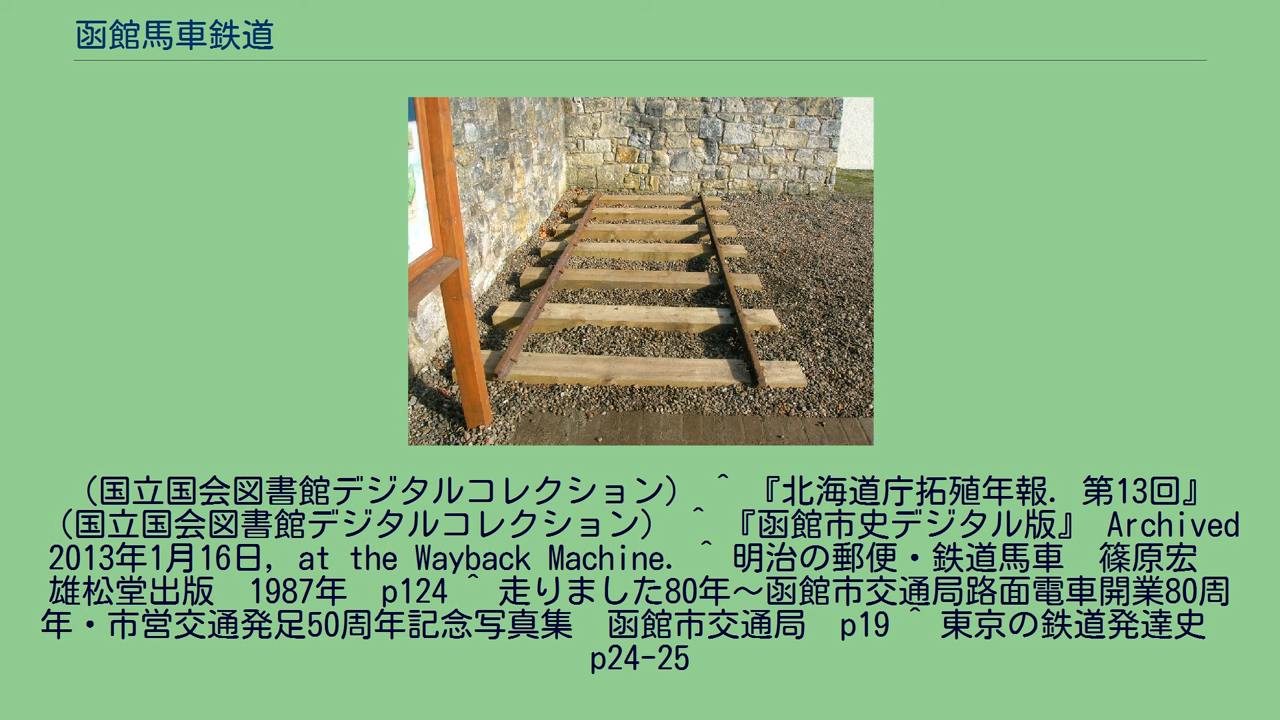 函館馬車鉄道
（国立国会図書館デジタルコレクション） ^ 『北海道庁拓殖年報. 第13回』
（国立国会図書館デジタルコレクション） ^ 『函館市史デジタル版』 Archived
2013年1月16日, at the Wayback Machine. ^ 明治の郵便・鉄道馬車　篠原宏
雄松堂出版　1987年　p124 ^ 走りました80年～函館市交通局路面電車開業80周
年・市営交通発足50周年記念写真集　函館市交通局　p19 ^ 東京の鉄道発達史
p24-25